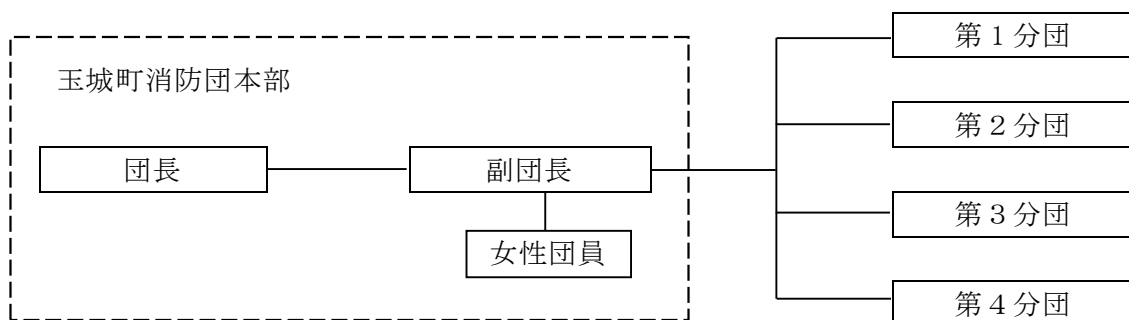 玉城町消防団本部
団長
副団長
女性団員
第１分団
第２分団
第３分団
第４分団